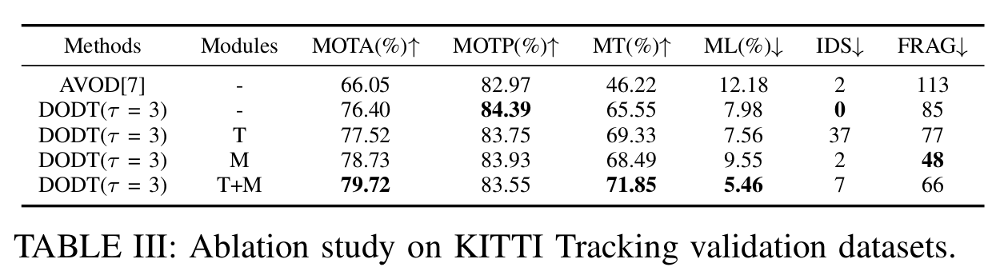 Methods Modules MOTA(%)↑ MOTP(%)↑ MT(%)↑ ML(%)↓ IDS↓ FRAG↓
AVOD[7] - 66.05 82.97 46.22 12.18 2 113
DODT(τ = 3) - 76.40 84.39 65.55 7.98 0 85
DODT(τ = 3) T 77.52 83.75 69.33 7.56 37 77
DODT(τ = 3) M 78.73 83.93 68.49 9.55 2 48
DODT(τ = 3) T+M 79.72 83.55 71.85 5.46 7 66
TABLE III: Ablation study on KITTI Tracking validation datasets.